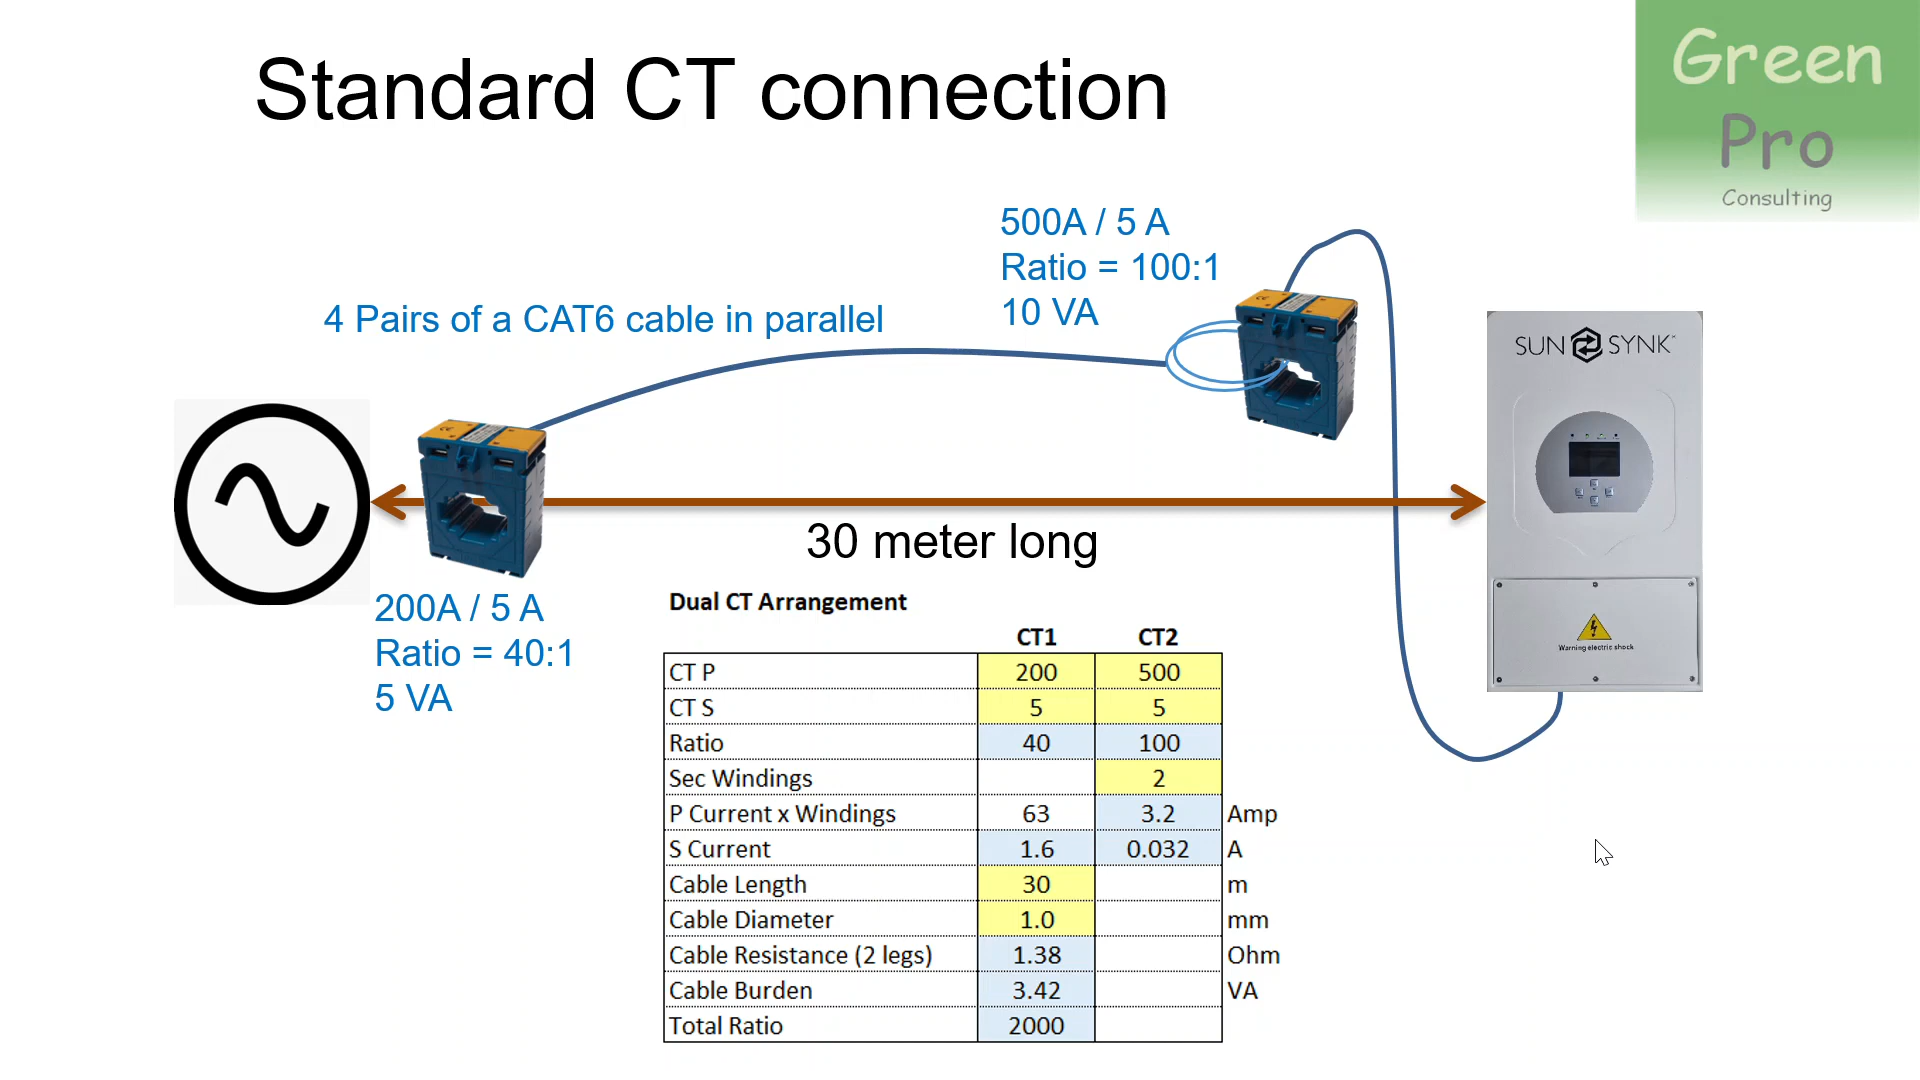 Standard CT connection
Green
Pro
Consulting
500A / 5 A
Ratio = 100:1
10 VA
4 Pairs of a CAT6 cable in parallel
SUN SYNK
30 meter long
200A / 5 A
Ratio = 40:1
5 VA
Warning electric shock
Dual CT Arrangement
CT1 CT2
CT P 200 500
CT S 5 5
Ratio 40 100
Sec Windings 2
P Current x Windings 63 3.2 Amp
S Current 1.6 0.032 A
Cable Length 30 m
Cable Diameter 1.0 mm
Cable Resistance (2 legs) 1.38 Ohm
Cable Burden 3.42 VA
Total Ratio 2000